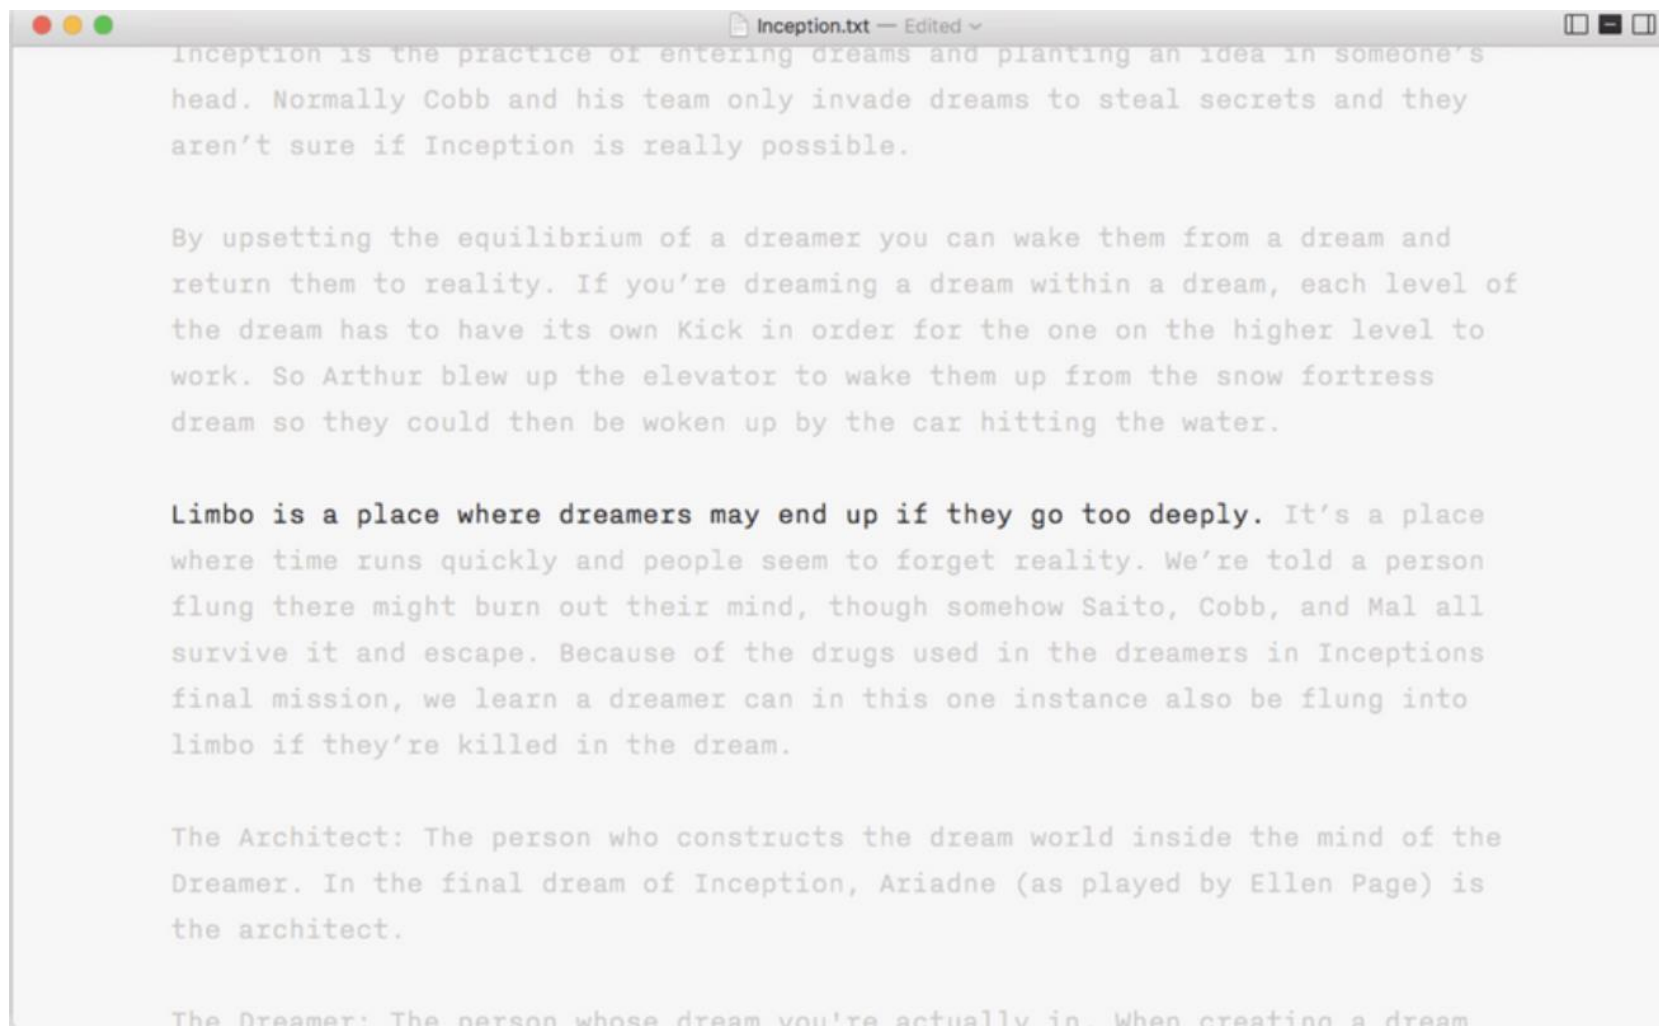 Inception.txt — Edited
Inception is the practice of entering dreams and planting an idea in someone’s
head. Normally Cobb and his team only invade dreams to steal secrets and they
aren’t sure if Inception is really possible.
By upsetting the equilibrium of a dreamer you can wake them from a dream and
return them to reality. If you’re dreaming a dream within a dream, each level of
the dream has to have its own Kick in order for the one on the higher level to
work. So Arthur blew up the elevator to wake them up from the snow fortress
dream so they could then be woken up by the car hitting the water.
Limbo is a place where dreamers may end up if they go too deeply. It’s a place
where time runs quickly and people seem to forget reality. We’re told a person
flung there might burn out their mind, though somehow Saito, Cobb, and Mal all
survive it and escape. Because of the drugs used in the dreamers in Inceptions
final mission, we learn a dreamer can in this one instance also be flung into
limbo if they’re killed in the dream.
The Architect: The person who constructs the dream world inside the mind of the
Dreamer. In the final dream of Inception, Ariadne (as played by Ellen Page) is
the architect.
The Dreamer: The person whose dream you're actually in. When creating a dream